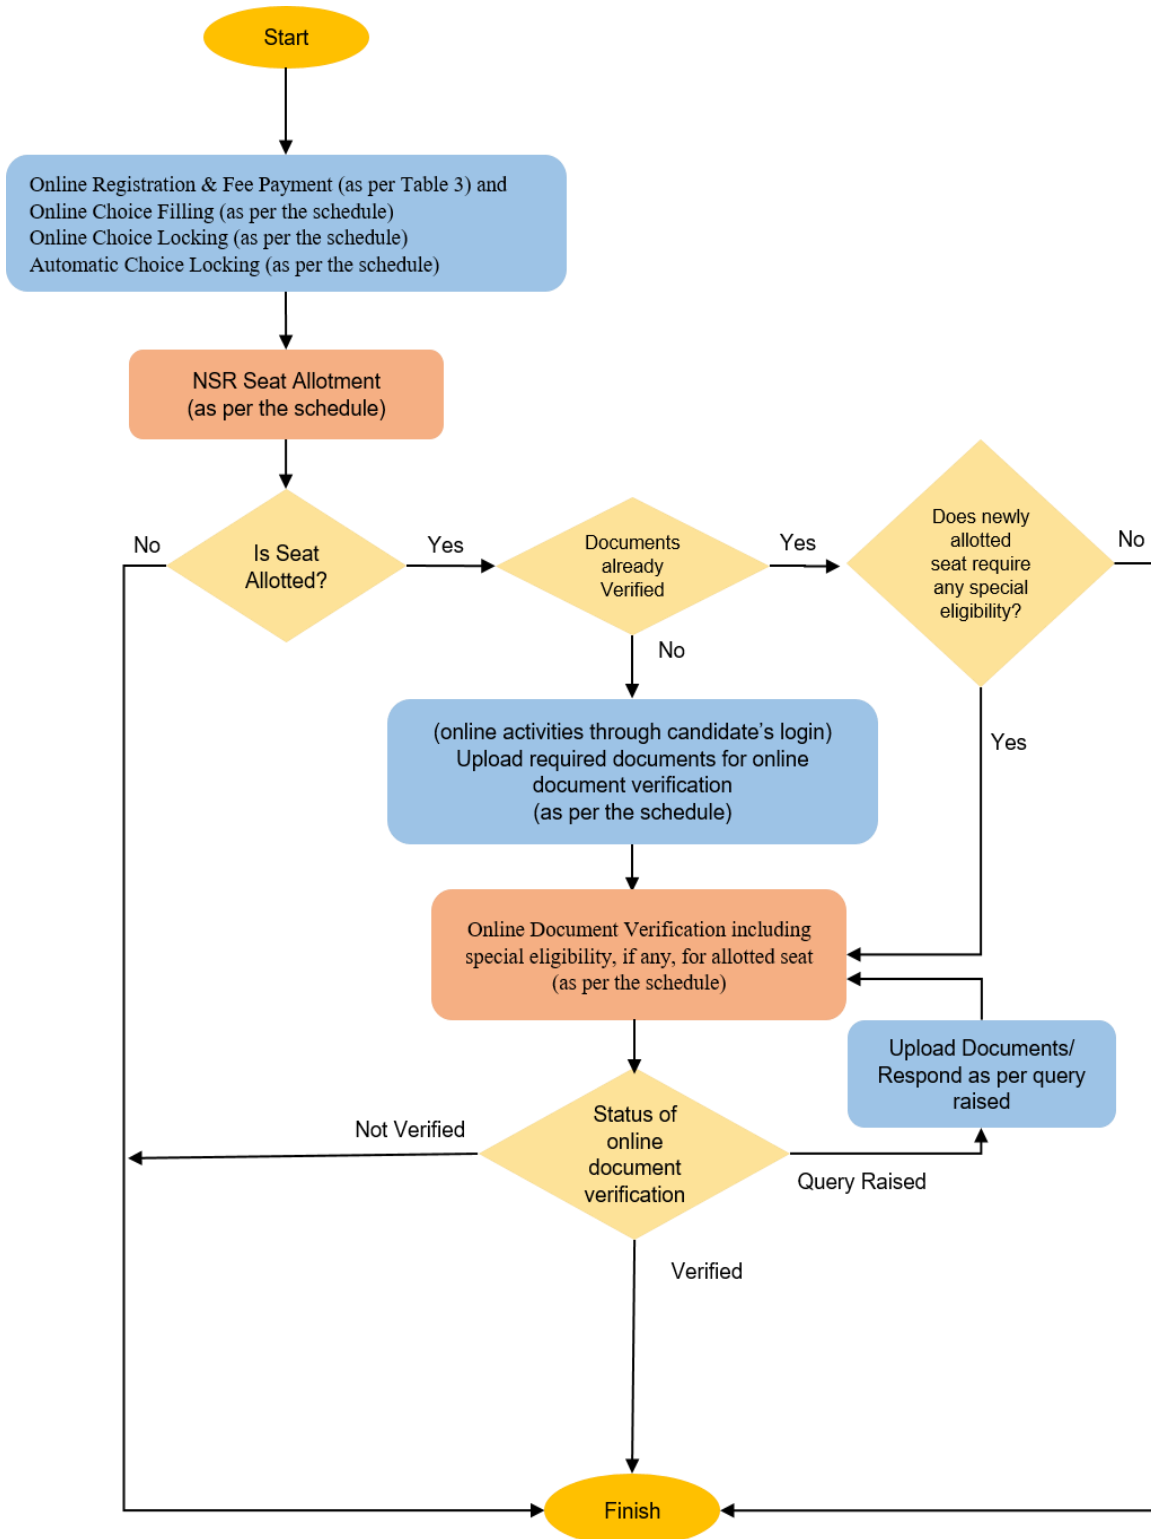 Start
Online Registration & Fee Payment (as per Table 3) and
Online Choice Filling (as per the schedule)
Online Choice Locking (as per the schedule)
Automatic Choice Locking (as per the schedule)
NSR Seat Allotment
(as per the schedule)
No
Is Seat
Allotted?
Yes
Documents
already
Verified
Yes
Does newly
allotted
seat require
any special
eligibility?
No
No
Yes
(online activities through candidate’s login)
Upload required documents for online
document verification
(as per the schedule)
Online Document Verification including
special eligibility, if any, for allotted seat
(as per the schedule)
Upload Documents/
Respond as per query
raised
Not Verified
Status of
online
document
verification
Query Raised
Verified
Finish